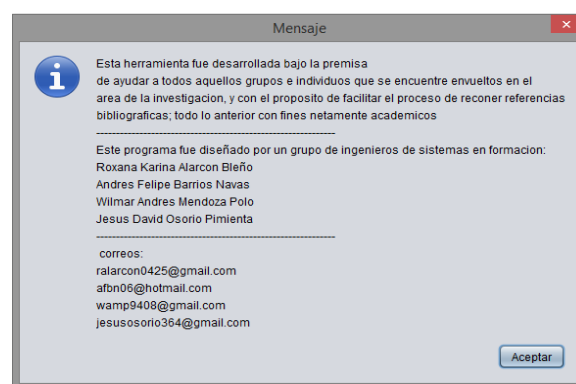 Mensaje
Esta herramienta fue desarrollada bajo la premisa
de ayudar a todos aquellos grupos e individuos que se encuentre envueltos en el
area de la investigacion, y con el proposito de facilitar el proceso de reconer referencias
bibliograficas; todo lo anterior con fines netamente academicos
------------------------------------------------------------
Este programa fue diseñado por un grupo de ingenieros de sistemas en formacion:
Roxana Karina Alarcon Bleño
Andres Felipe Barrios Navas
Wilmar Andres Mendoza Polo
Jesus David Osorio Pimienta
------------------------------------------------------------
correos:
ralarcon0425@gmail.com
afbn06@hotmail.com
wamp9408@gmail.com
jesusosorio364@gmail.com
Aceptar